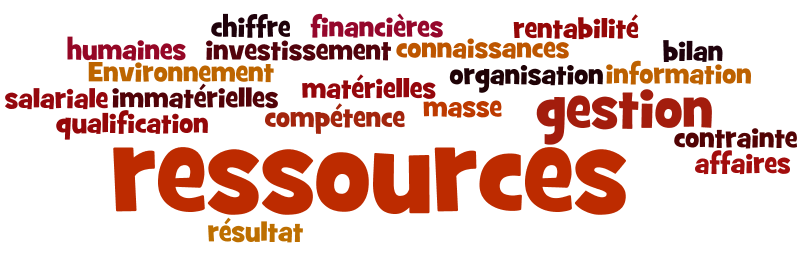 chiffre financières rentabilité
humaines investissement connaissances bilan
Environnement matérielles organisation information
salariale immatérielles masse gestion
qualification compétence contrainte
affaires
ressources
résultat